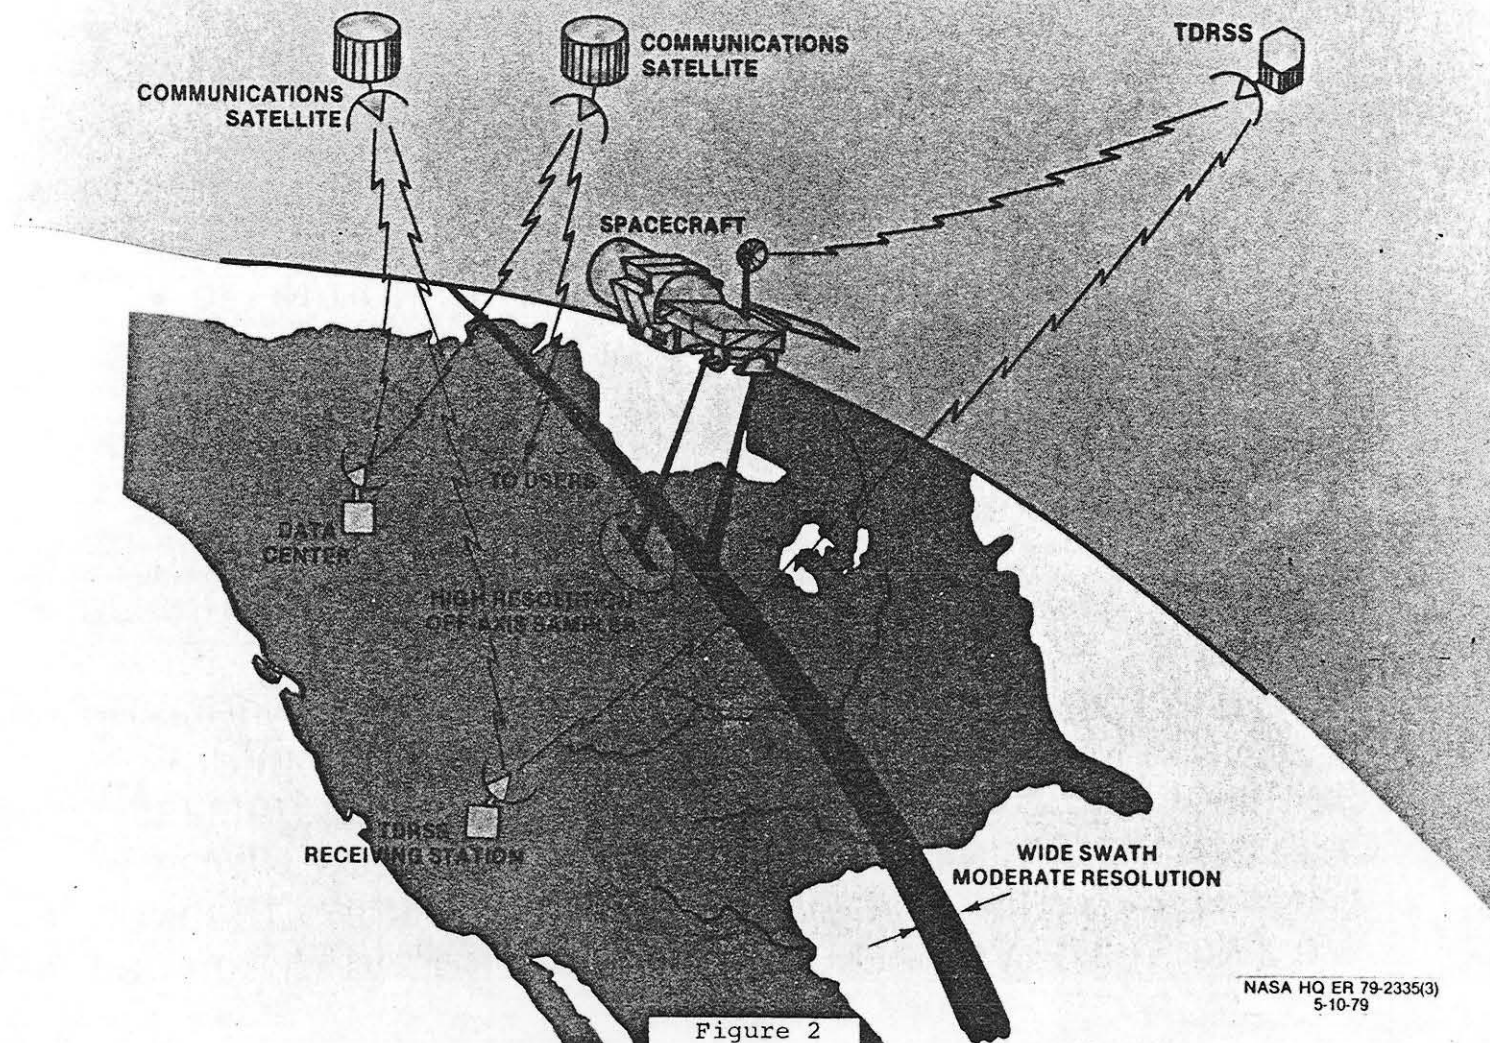 TDRSS
COMMUNICATIONS
SATELLITE
COMMUNICATIONS
SATELLITE
SPACECRAFT
TO USERS
DATA
CENTER
HIGH RESOLUTION
OFF-AXIS SAMPLER
TDRSS
RECEIVING STATION
WIDE SWATH
MODERATE RESOLUTION
NASA HQ ER 79-2335(3)
5-10-79
Figure 2